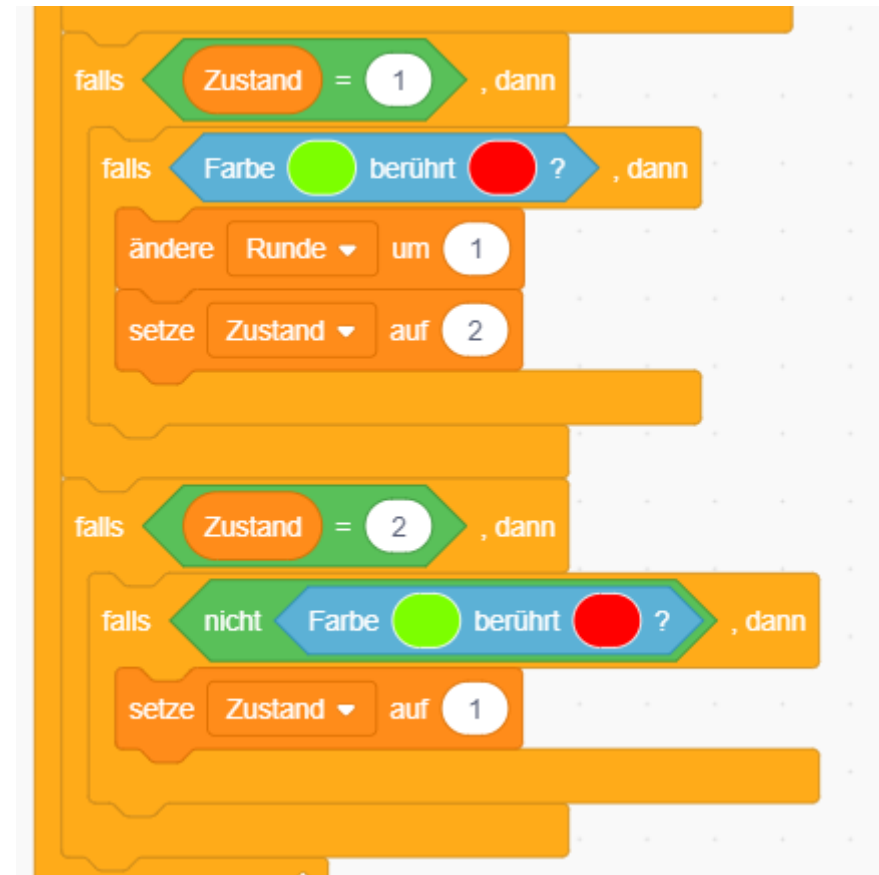 falls Zustand = 1 , dann
falls Farbe berührt ? , dann
ändere Runde um 1
setze Zustand auf 2
falls Zustand = 2 , dann
falls nicht Farbe berührt ? , dann
setze Zustand auf 1